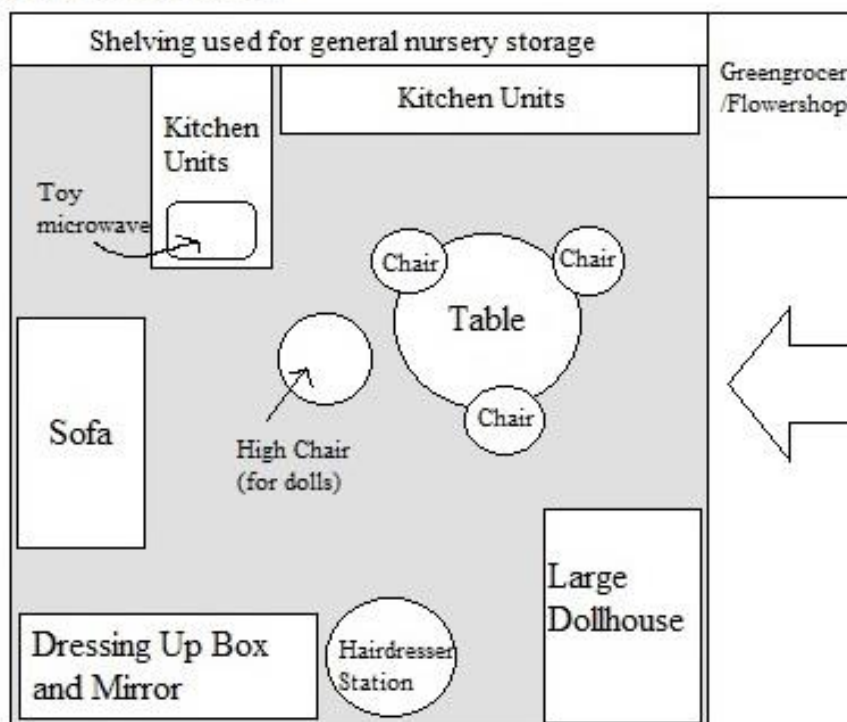 Shelving used for general nursery storage
Greengrocer
/Flowershop
Kitchen Units
Kitchen
Units
Toy
microwave
Chair
Chair
Table
Chair
Sofa
High Chair
(for dolls)
Large
Dollhouse
Dressing Up Box
and Mirror
Hairdresser
Station